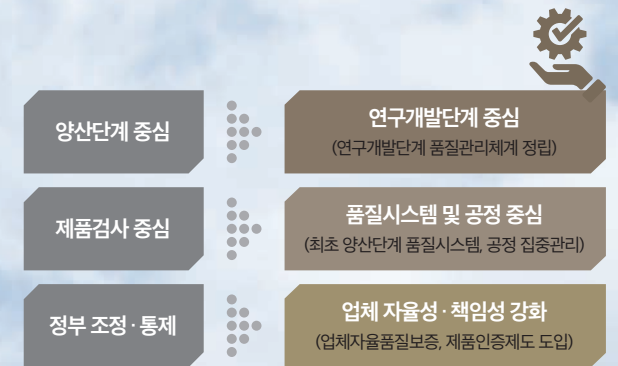 양산단계 중심
연구개발단계 중심
(연구개발단계 품질관리체계 정립)
제품검사 중심
품질시스템 및 공정 중심
(최초 양산단계 품질시스템, 공정 집중관리)
정부 조정·통제
업체 자율성·책임성 강화
(업체자율품질보증, 제품인증제도 도입)